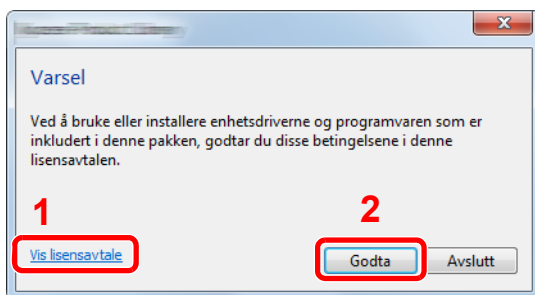 Varsel
Ved å bruke eller installere enhetsdriverne og programvaren som er
inkludert i denne pakken, godtar du disse betingelsene i denne
lisensavtalen.
1
2
Vis lisensavtale
Godta
Avslutt